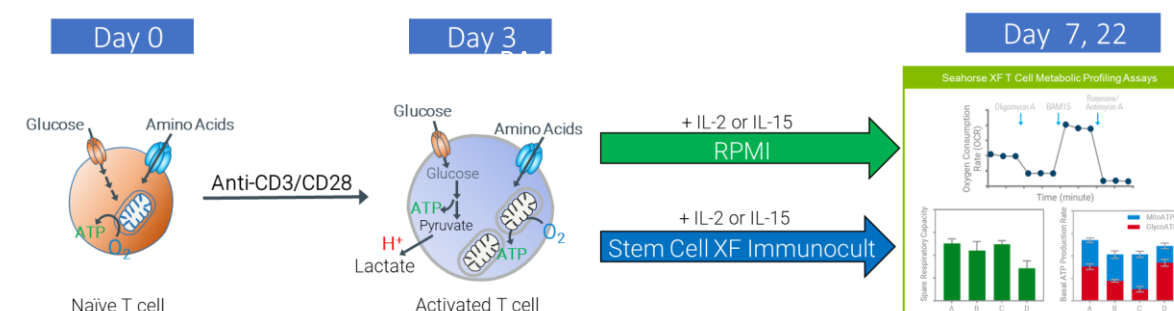 Day 0
Day 3
Day 7, 22
Glucose
Amino Acids
ATP
O2
Naïve T cell
Anti-CD3/CD28
Glucose
Amino Acids
Glucose
ATP
Pyruvate
H+
Lactate
O2
ATP
Activated T cell
+ IL-2 or IL-15
RPMI
+ IL-2 or IL-15
Stem Cell XF Immunocult
Seahorse XF T Cell Metabolic Profiling Assays
Oligomycin A
BAM15
Rotenone/
Antimycin A
Oxygen Consumption
Rate (OCR)
Time (minute)
Spare Respiratory Capacity
A B C D
Basal ATP Production Rate
MitoATP
GlycoAT
A B C D